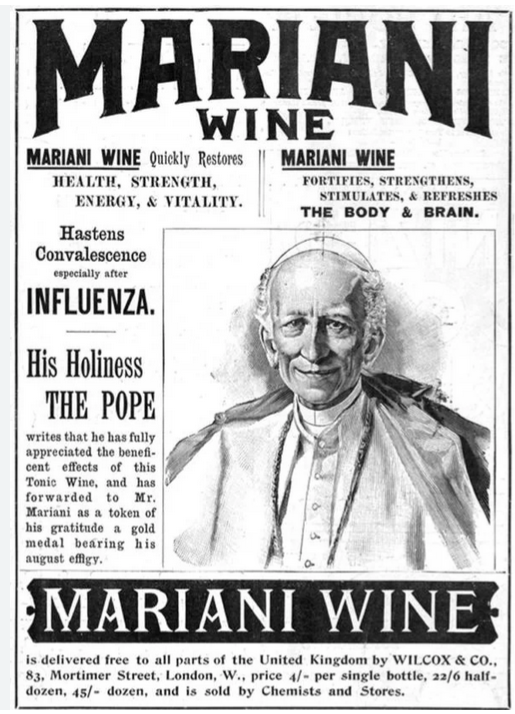 MARIANI
WINE
MARIANI WINE Quickly Restores
HEALTH, STRENGTH,
ENERGY, & VITALITY.
MARIANI WINE
FORTIFIES, STRENGTHENS,
STIMULATES, & REFRESHES
THE BODY & BRAIN.
Hastens
Convalescence
especially after
INFLUENZA.
His Holiness
THE POPE
writes that he has fully
appreciated the benefi-
cent effects of this
Tonic Wine, and has
forwarded to Mr.
Mariani as a token of
his gratitude a gold
medal bearing his
august effigy.
MARIANI WINE
is delivered free to all parts of the United Kingdom by WILCOX & CO.,
83, Mortimer Street, London, W., price 4/- per single bottle, 22/6 half-
dozen, 45/- dozen, and is sold by Chemists and Stores.